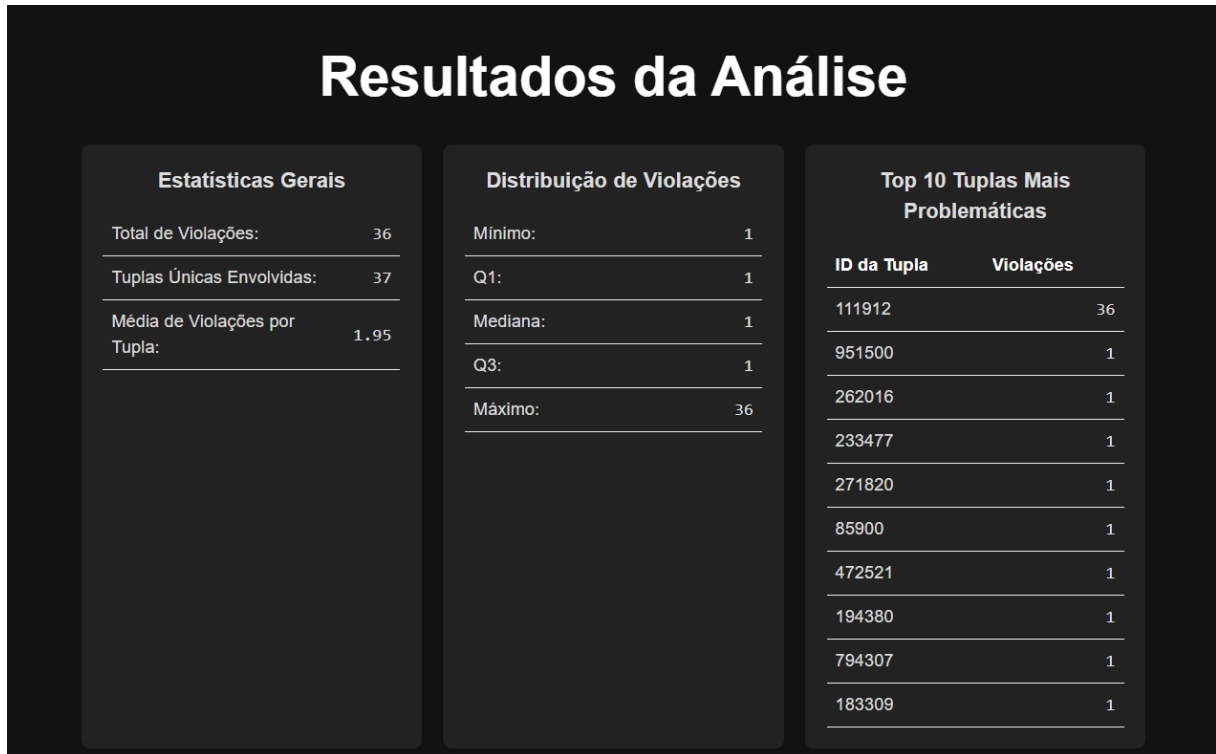 Resultados da Análise
Estatísticas Gerais
Total de Violações: 36
Tuplas Únicas Envolvidas: 37
Média de Violações por
Tupla: 1.95
Distribuição de Violações
Mínimo: 1
Q1: 1
Mediana: 1
Q3: 1
Máximo: 36
Top 10 Tuplas Mais
Problemáticas
ID da Tupla Violações
111912 36
951500 1
262016 1
233477 1
271820 1
85900 1
472521 1
194380 1
794307 1
183309 1